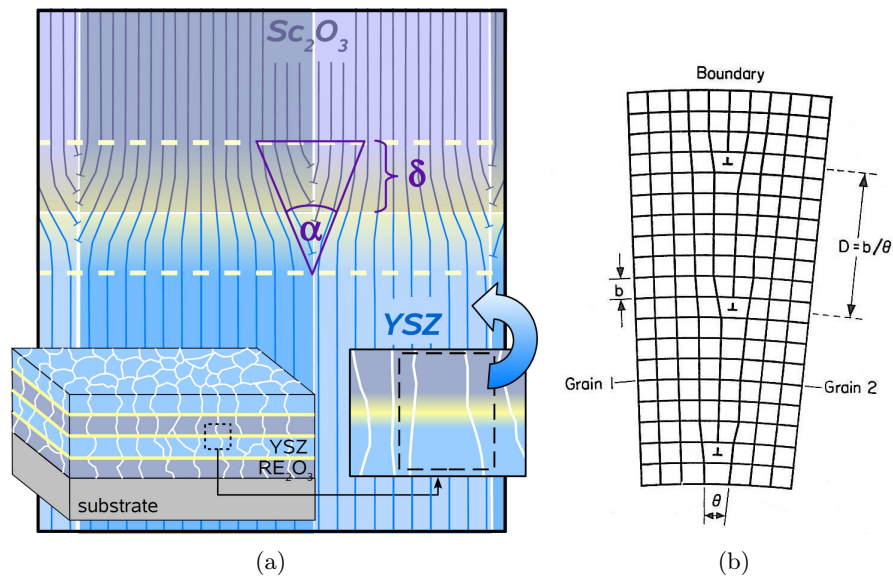 Sc₂O₃
δ
α
YSZ
YSZ
RE₂O₃
substrate
(a)
Boundary
⊥
D=b/θ
b
⊥
Grain 1
Grain 2
⊥
θ
(b)